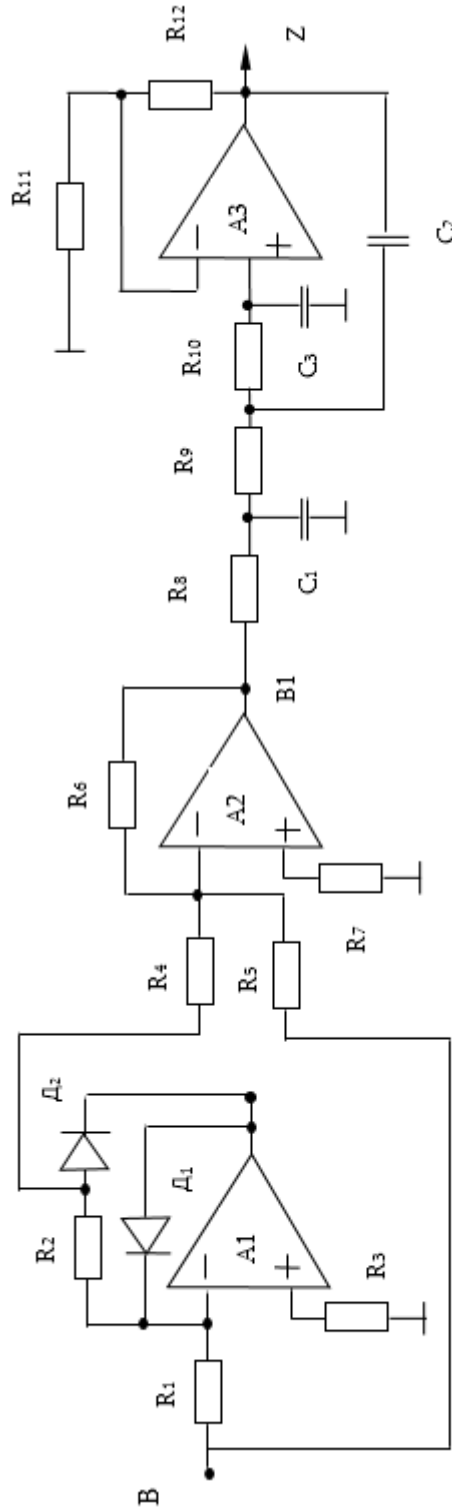 B
R1
R2
Д1
Д2
A1
−
+
R3
R4
R5
R6
A2
−
+
R7
B1
R8
C1
R9
R10
C3
A3
−
+
R11
R12
Z
C2